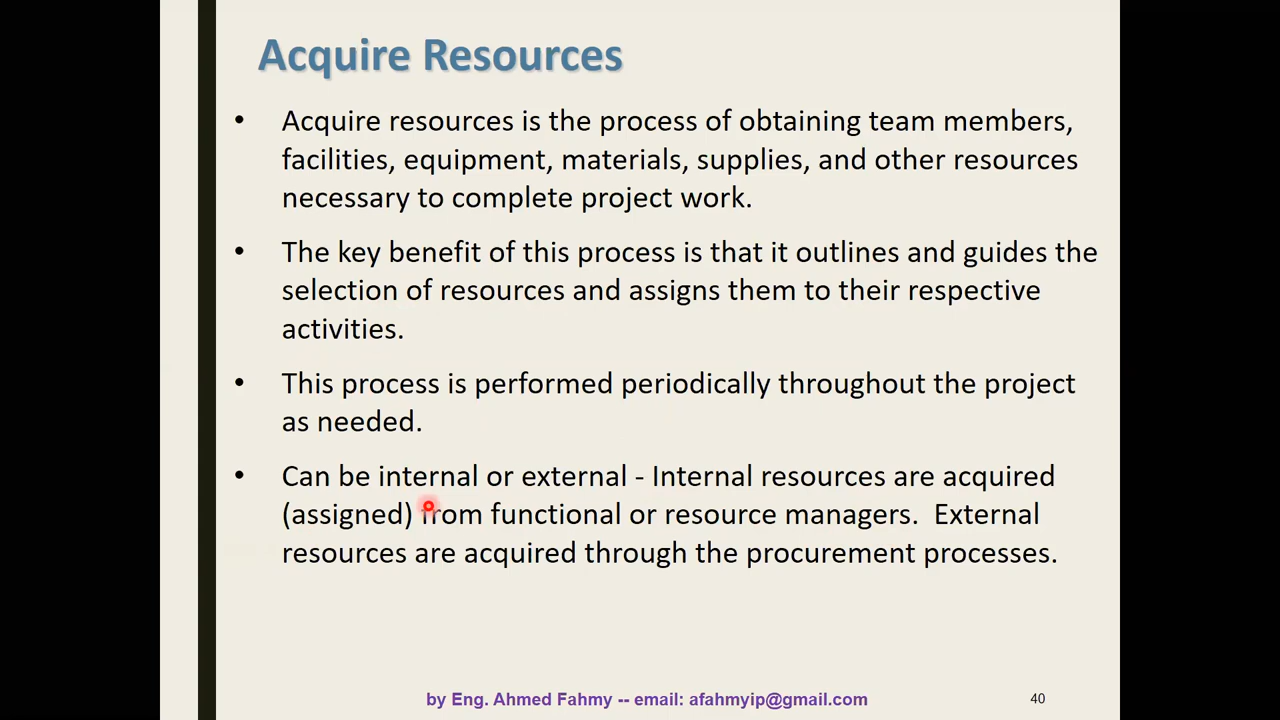 Acquire Resources
• Acquire resources is the process of obtaining team members,
facilities, equipment, materials, supplies, and other resources
necessary to complete project work.
• The key benefit of this process is that it outlines and guides the
selection of resources and assigns them to their respective
activities.
• This process is performed periodically throughout the project
as needed.
• Can be internal or external - Internal resources are acquired
(assigned) from functional or resource managers.  External
resources are acquired through the procurement processes.
by Eng. Ahmed Fahmy -- email: afahmyip@gmail.com
40